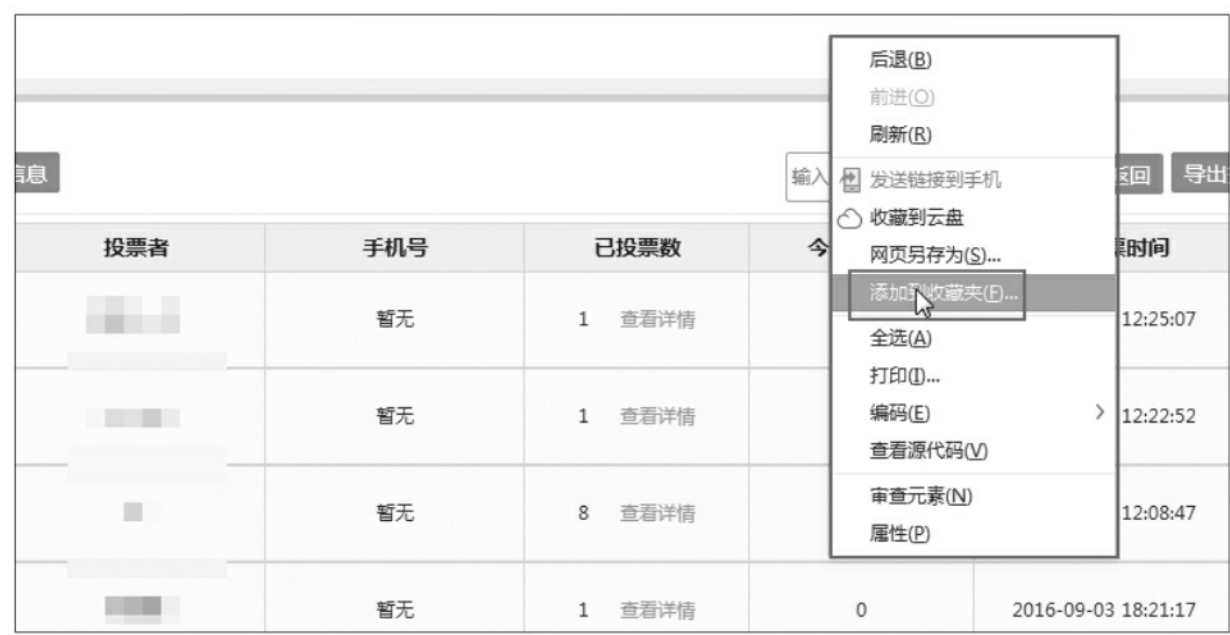 后退(B)
前进(O)
刷新(R)
信息
输入
发送链接到手机
返回
导出
收藏到云盘
网页另存为(S)...
添加到收藏夹(F)...
全选(A)
打印(I)...
编码(E)
查看源代码(V)
审查元素(N)
属性(P)
投票者 手机号 已投票数 今 票时间
暂无 1 查看详情 12:25:07
暂无 1 查看详情 12:22:52
暂无 8 查看详情 12:08:47
暂无 1 查看详情 0 2016-09-03 18:21:17